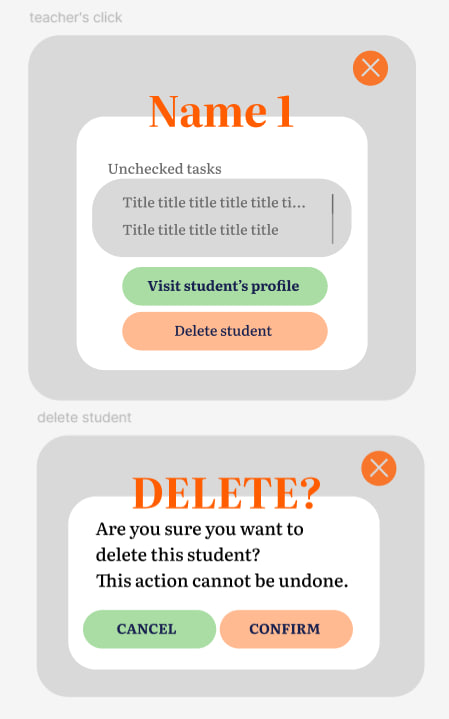 teacher's click
Name 1
Unchecked tasks
Title title title title title ti...
Title title title title title
Visit student’s profile
Delete student
delete student
DELETE?
Are you sure you want to
delete this student?
This action cannot be undone.
CANCEL
CONFIRM